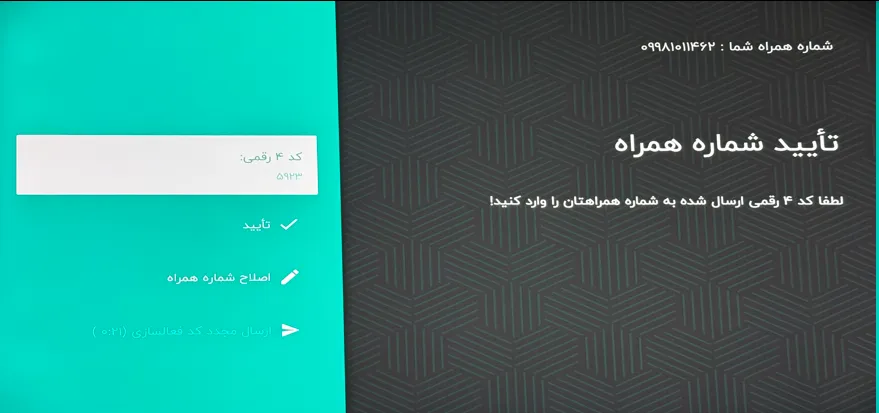 شماره همراه شما : ۰۹۹۸۱۰۱۱۴۶۲
تأیید شماره همراه
لطفا کد ۴ رقمی ارسال شده به شماره همراهتان را وارد کنید!
کد ۴ رقمی:
۵۹۲۳
تأیید
اصلاح شماره همراه
ارسال مجدد کد فعالسازی (۰:۲۱ )